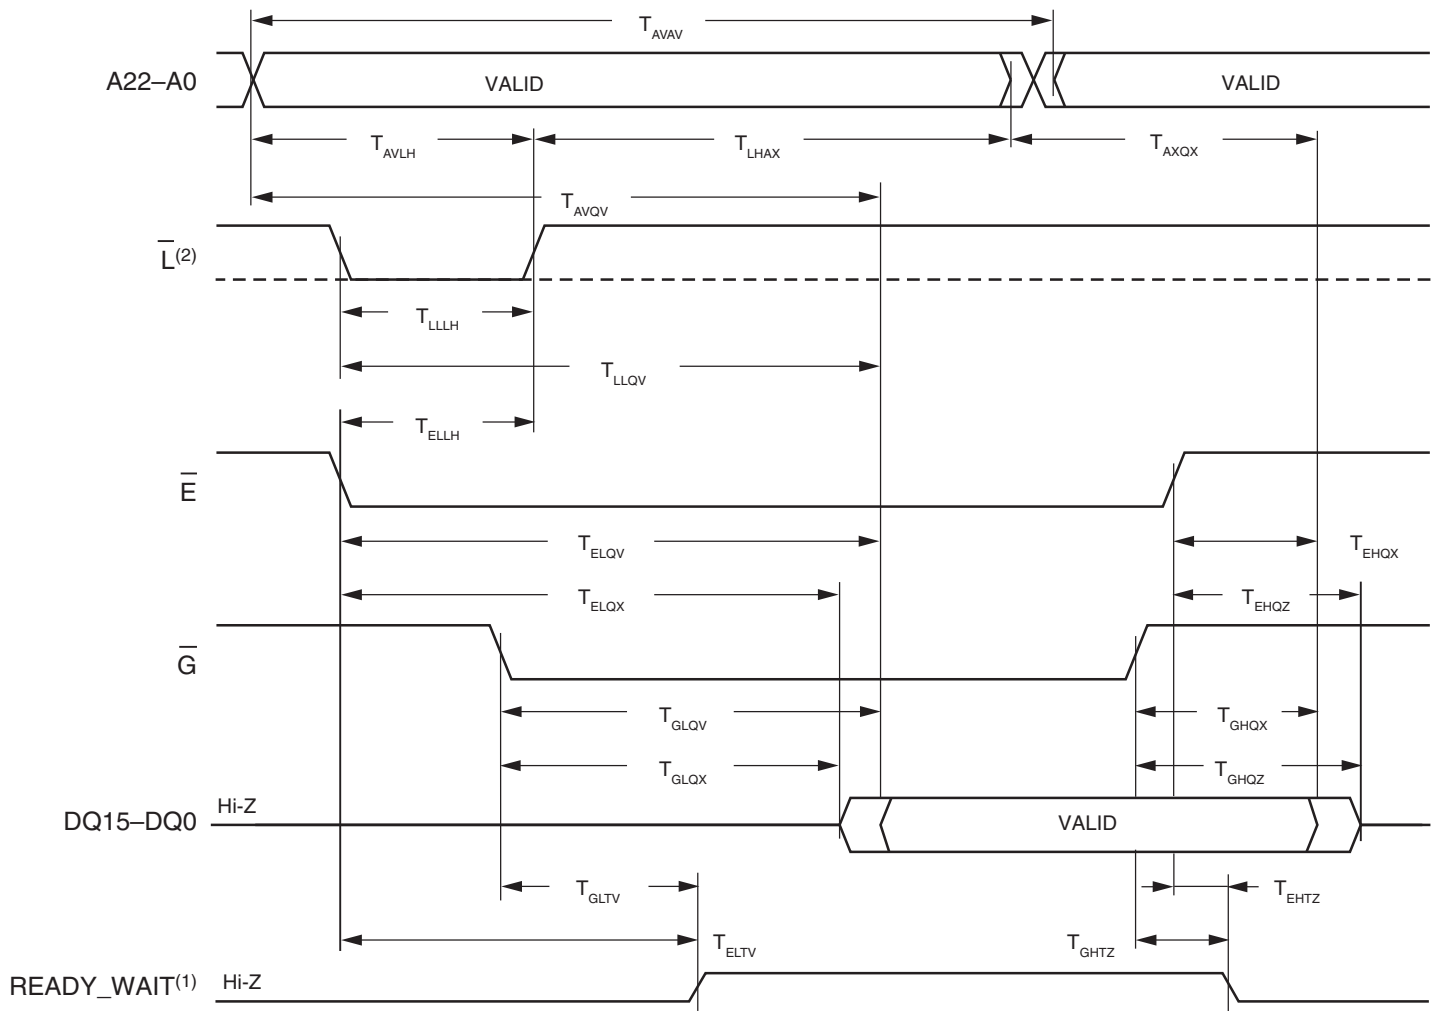 T_AVAV
A22–A0 VALID VALID
T_AVLH T_LHAX T_AXQX
T_AVQV
L̅(2)
T_LLLH
T_LLQV
T_ELLH
E̅
T_ELQV T_EHQX
T_ELQX T_EHQZ
G̅
T_GLQV T_GHQX
T_GLQX T_GHQZ
DQ15–DQ0 Hi-Z VALID
T_GLTV T_EHTZ
T_ELTV T_GHTZ
READY_WAIT(1) Hi-Z